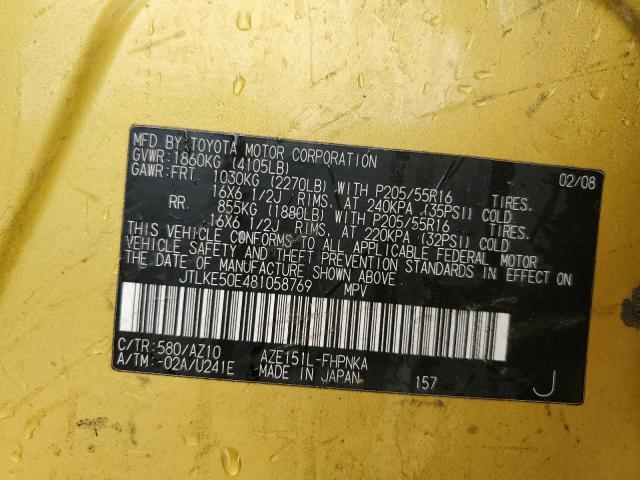 MFD.BY:TOYOTA MOTOR CORPORATION 02/08
GVWR:1860KG (4105LB)
GAWR:FRT. 1030KG (2270LB) WITH P205/55R16 TIRES.
16X6 1/2J RIMS, AT 240KPA (35PSI) COLD
RR. 855KG (1880LB) WITH P205/55R16 TIRES.
16X6 1/2J RIMS, AT 220KPA (32PSI) COLD
THIS VEHICLE CONFORMS TO ALL APPLICABLE FEDERAL MOTOR
VEHICLE SAFETY AND THEFT PREVENTION STANDARDS IN EFFECT ON
THE DATE OF MANUFACTURE SHOWN ABOVE.
JTLKE50E481058769 MPV
C/TR:580/AZ10 AZE151L-FHPNKA
A/TM:-02A/U241E MADE IN JAPAN 157 J